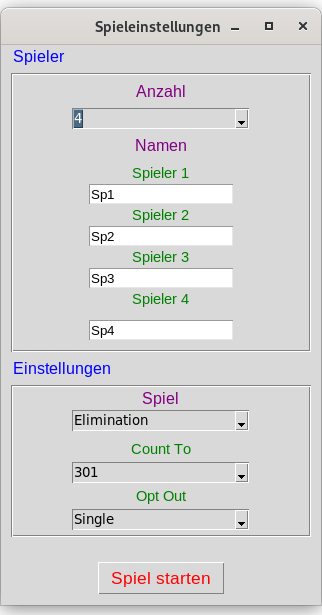 Spieleinstellungen
Spieler
Anzahl
4
Namen
Spieler 1
Sp1
Spieler 2
Sp2
Spieler 3
Sp3
Spieler 4
Sp4
Einstellungen
Spiel
Elimination
Count To
301
Opt Out
Single
Spiel starten